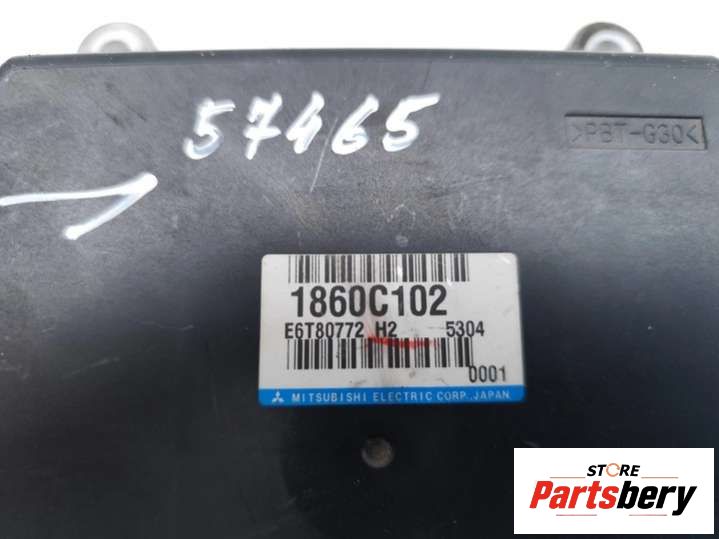 57465
>PBT-G30<
1860C102
E6T80772 H2 5304
0001
MITSUBISHI ELECTRIC CORP.,JAPAN
STORE
Partsbery